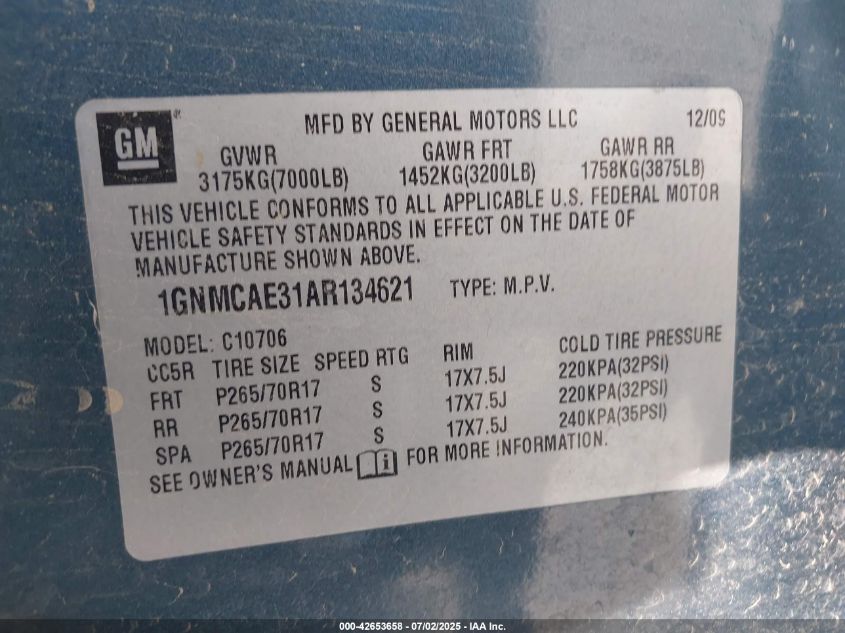 GM
MFD BY GENERAL MOTORS LLC 12/09
GVWR GAWR FRT GAWR RR
3175KG(7000LB) 1452KG(3200LB) 1758KG(3875LB)
THIS VEHICLE CONFORMS TO ALL APPLICABLE U.S. FEDERAL MOTOR
VEHICLE SAFETY STANDARDS IN EFFECT ON THE DATE OF
MANUFACTURE SHOWN ABOVE.
1GNMCAE31AR134621 TYPE: M.P.V.
MODEL: C10706
CC5R TIRE SIZE SPEED RTG RIM COLD TIRE PRESSURE
FRT P265/70R17 S 17X7.5J 220KPA(32PSI)
RR P265/70R17 S 17X7.5J 220KPA(32PSI)
SPA P265/70R17 S 17X7.5J 240KPA(35PSI)
SEE OWNER'S MANUAL FOR MORE INFORMATION.
000-42653658 - 07/02/2025 - IAA Inc.